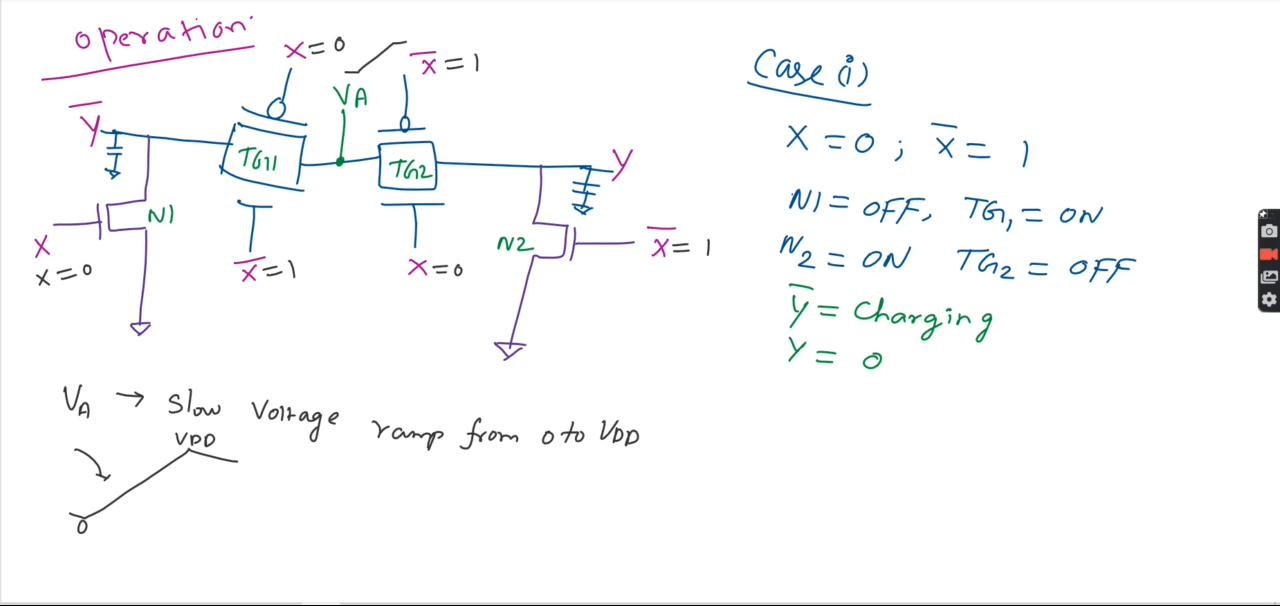 operation
X=0
X̅=1
VA
Y̅
TG1
TG2
Y
N1
N2
X
X=0
X̅=1
X=0
X̅=1
Case i)
X=0; X̅=1
N1=OFF, TG1=ON
N2=ON TG2=OFF
Y̅=Charging
Y=0
VA → Slow Voltage ramp from 0 to VDD
VDD
0